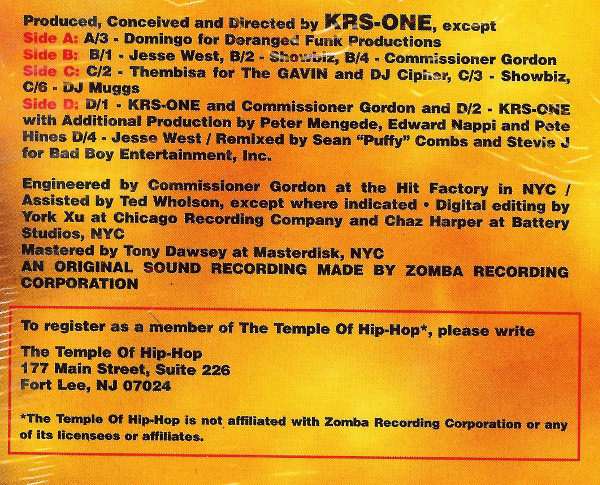 Produced, Conceived and Directed by KRS-ONE, except
Side A: A/3 - Domingo for Deranged Funk Productions
Side B: B/1 - Jesse West, B/2 - Showbiz, B/4 - Commissioner Gordon
Side C: C/2 - Thembisa for The GAVIN and DJ Cipher, C/3 - Showbiz,
C/6 - DJ Muggs
Side D: D/1 - KRS-ONE and Commissioner Gordon and D/2 - KRS-ONE
with Additional Production by Peter Mengede, Edward Nappi and Pete
Hines D/4 - Jesse West / Remixed by Sean "Puffy" Combs and Stevie J
for Bad Boy Entertainment, Inc.
Engineered by Commissioner Gordon at the Hit Factory in NYC /
Assisted by Ted Wholson, except where indicated • Digital editing by
York Xu at Chicago Recording Company and Chaz Harper at Battery
Studios, NYC
Mastered by Tony Dawsey at Masterdisk, NYC
AN ORIGINAL SOUND RECORDING MADE BY ZOMBA RECORDING
CORPORATION
To register as a member of The Temple Of Hip-Hop*, please write
The Temple Of Hip-Hop
177 Main Street, Suite 226
Fort Lee, NJ 07024
*The Temple Of Hip-Hop is not affiliated with Zomba Recording Corporation or any
of its licensees or affiliates.